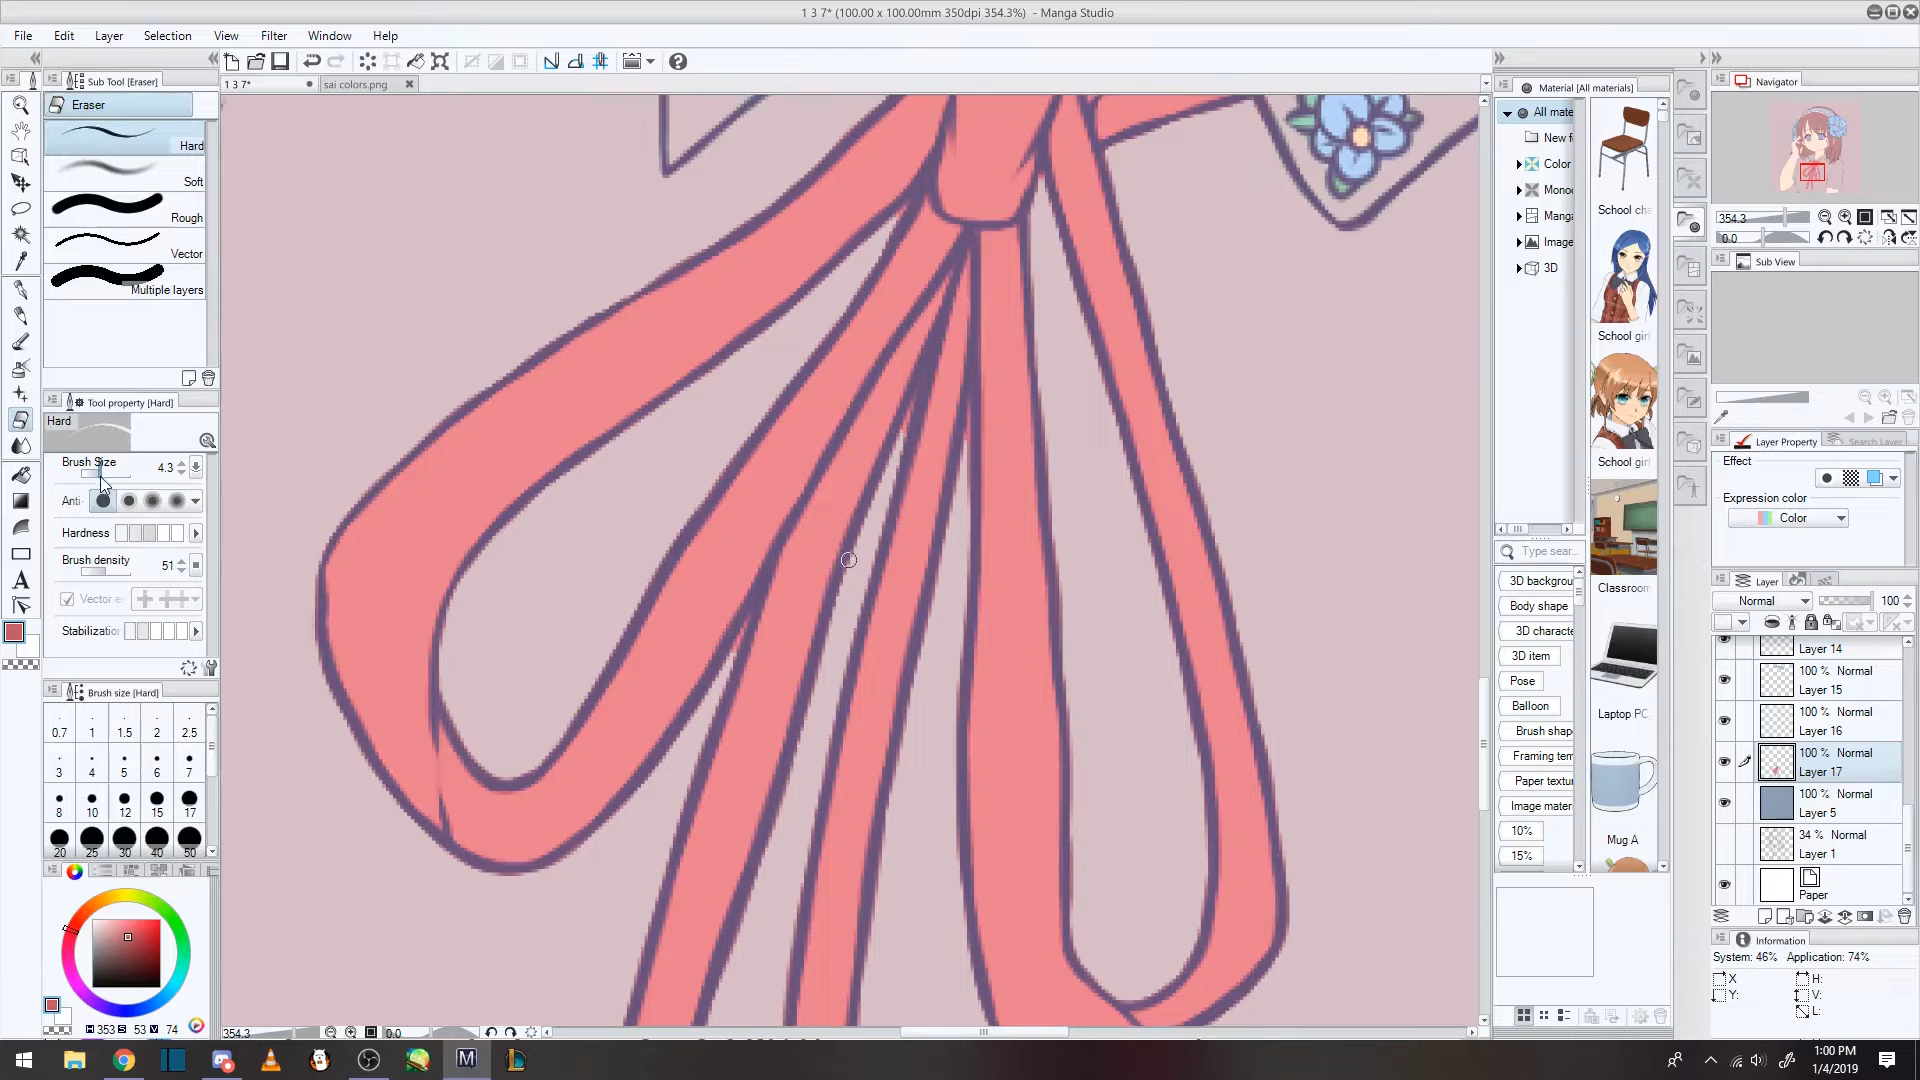 1 3 7* (100.00 x 100.00mm 350dpi 354.3%) - Manga Studio
File Edit Layer Selection View Filter Window Help
Sub Tool [Eraser]
Eraser
Hard
Soft
Rough
Vector
Multiple layers
Tool property [Hard]
Hard
Brush Size 4.3
Anti-
Hardness
Brush density 51
Vector er
Stabilization
Brush size [Hard]
0.7 1 1.5 2 2.5
3 4 5 6 7
8 10 12 15 17
20 25 30 40 50
H 353 S 53 V 74
1 3 7*
sai colors.png
354.3
0.0
Material [All materials]
All mate
New f
Color
Mono
Manga
Image
3D
Type sear...
3D backgrou
Body shape
3D characte
3D item
Pose
Balloon
Brush shap
Framing tem
Paper textu
Image mater
10%
15%
School cha
School girl
School girl
Classroom
Laptop PC
Mug A
Navigator
354.3
0.0
Sub View
Layer Property
Search Layer
Effect
Expression color
Color
Layer
Normal
100
Layer 14
100 % Normal
Layer 15
100 % Normal
Layer 16
100 % Normal
Layer 17
100 % Normal
Layer 5
34 % Normal
Layer 1
Paper
Information
System: 46% Application: 74%
X
H:
Y:
V:
L:
1:00 PM
1/4/2019